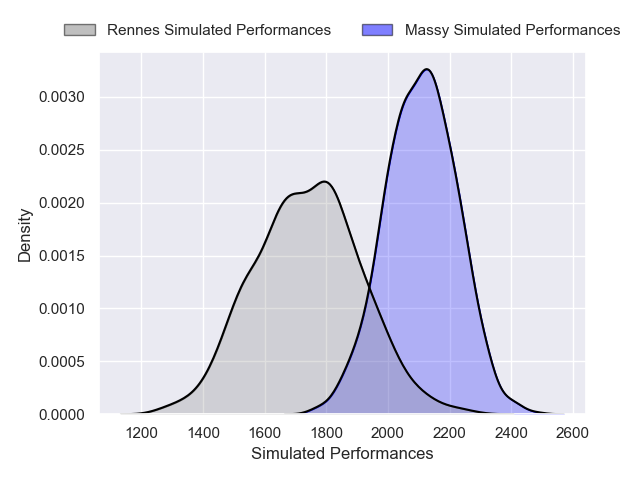 Rennes Simulated Performances Massy Simulated Performances
0.0030
0.0025
0.0020
0.0015
0.0010
0.0005
0.0000
Density
1200 1400 1600 1800 2000 2200 2400 2600
Simulated Performances